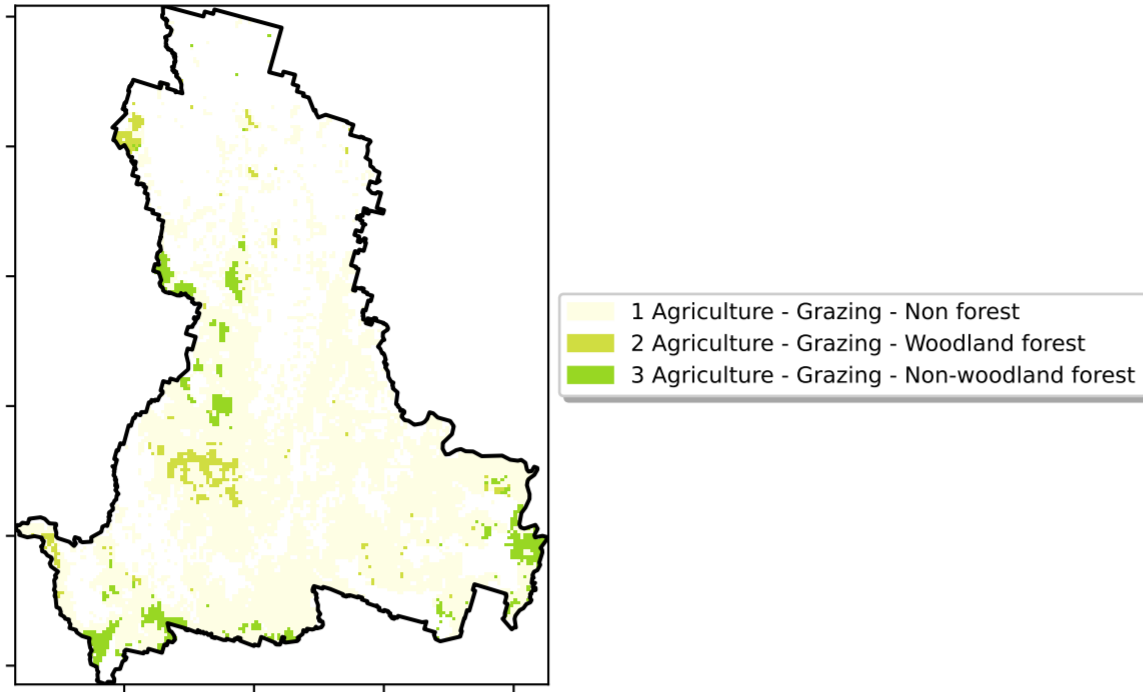 1 Agriculture - Grazing - Non forest
2 Agriculture - Grazing - Woodland forest
3 Agriculture - Grazing - Non-woodland forest